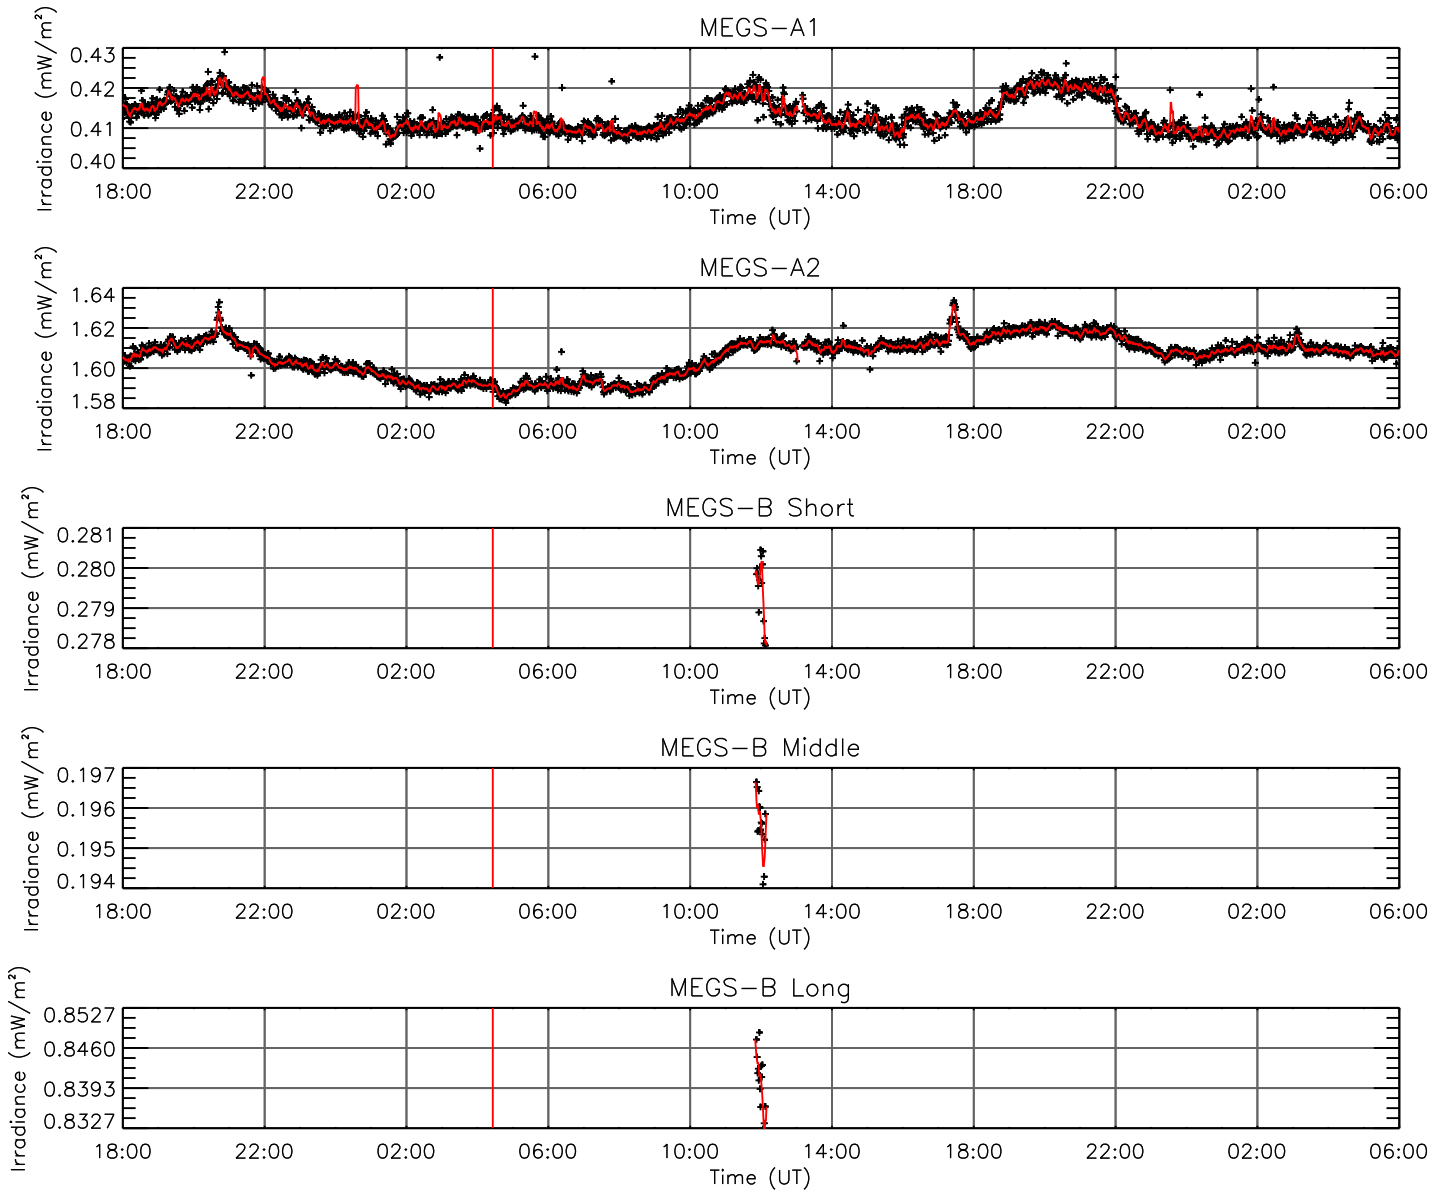 MEGS-A1
Irradiance (mW/m²)
0.43
0.42
0.41
0.40
18:00 22:00 02:00 06:00 10:00 14:00 18:00 22:00 02:00 06:00
Time (UT)
MEGS-A2
Irradiance (mW/m²)
1.64
1.62
1.60
1.58
18:00 22:00 02:00 06:00 10:00 14:00 18:00 22:00 02:00 06:00
Time (UT)
MEGS-B Short
Irradiance (mW/m²)
0.281
0.280
0.279
0.278
18:00 22:00 02:00 06:00 10:00 14:00 18:00 22:00 02:00 06:00
Time (UT)
MEGS-B Middle
Irradiance (mW/m²)
0.197
0.196
0.195
0.194
18:00 22:00 02:00 06:00 10:00 14:00 18:00 22:00 02:00 06:00
Time (UT)
MEGS-B Long
Irradiance (mW/m²)
0.8527
0.8460
0.8393
0.8327
18:00 22:00 02:00 06:00 10:00 14:00 18:00 22:00 02:00 06:00
Time (UT)